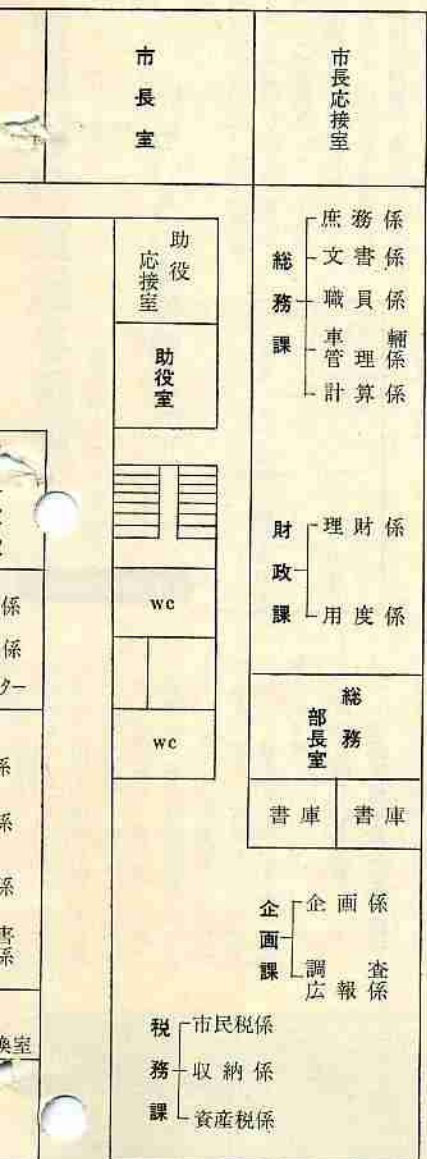 市長室
市長応接室
助役応接室
助役室
wc
wc
総務課
庶務係
文書係
職員係
車輛管理係
計算係
財政課
理財係
用度係
総務部長室
書庫
書庫
企画課
企画係
調査広報係
税務課
市民税係
収納係
資産税係
係
係
ター
係
係
係
係
換室